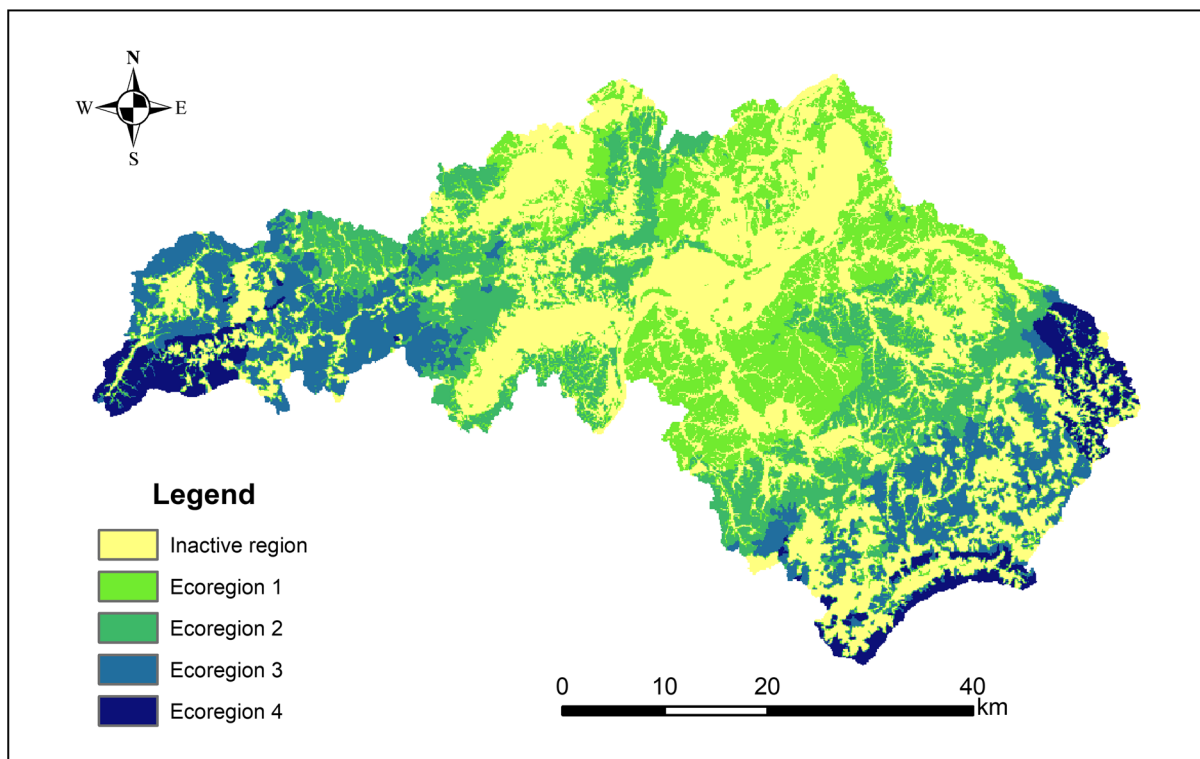 N
W E
S
Legend
Inactive region
Ecoregion 1
Ecoregion 2
Ecoregion 3
Ecoregion 4
0 10 20 40
km